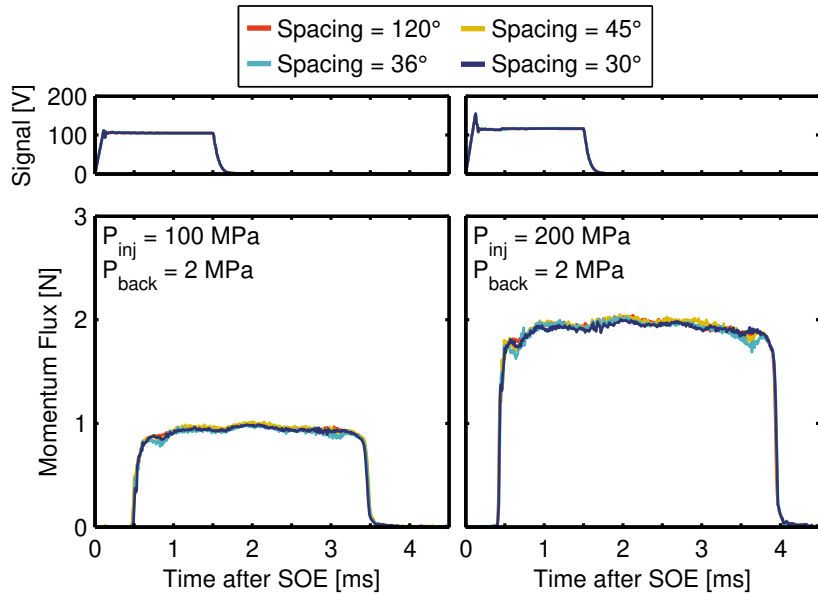 Spacing = 120° Spacing = 45°
Spacing = 36° Spacing = 30°
Signal [V]
200
100
0
Momentum Flux [N]
3
2
1
0
P_inj = 100 MPa
P_back = 2 MPa
P_inj = 200 MPa
P_back = 2 MPa
0 1 2 3 4
0 1 2 3 4
Time after SOE [ms]
Time after SOE [ms]